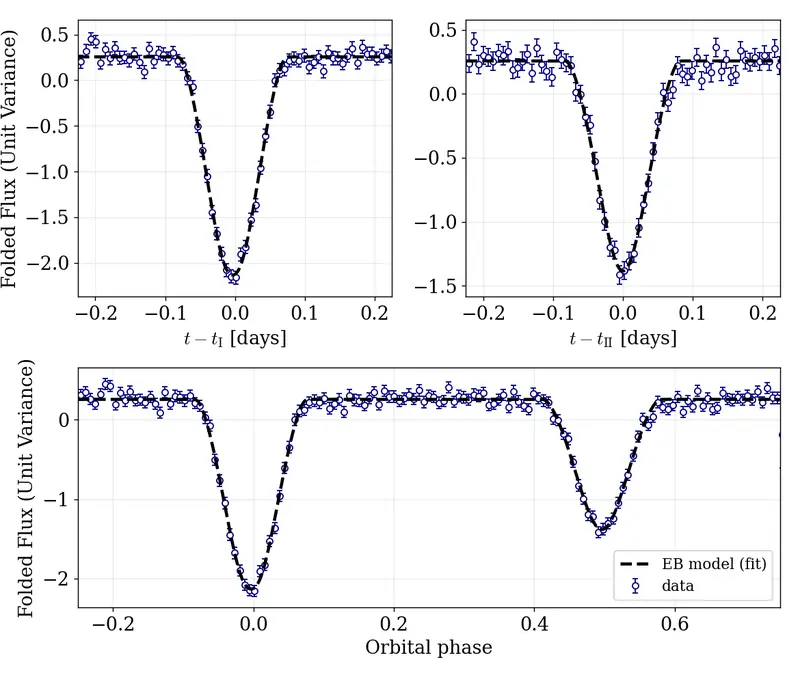 Folded Flux (Unit Variance)
0.5
0.0
−0.5
−1.0
−1.5
−2.0
−0.2 −0.1 0.0 0.1 0.2
t − t_I [days]
0.5
0.0
−0.5
−1.0
−1.5
−0.2 −0.1 0.0 0.1 0.2
t − t_II [days]
Folded Flux (Unit Variance)
0
−1
−2
−0.2 0.0 0.2 0.4 0.6
Orbital phase
EB model (fit)
data